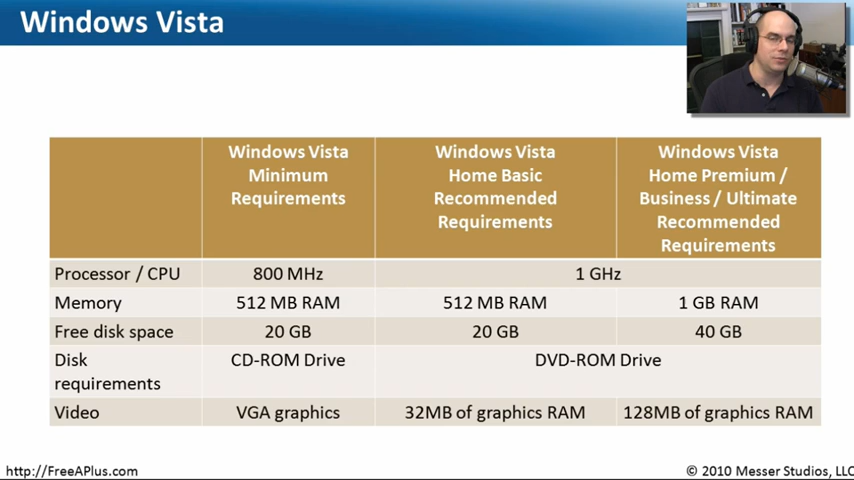 Windows Vista
Windows Vista
Minimum
Requirements
Windows Vista
Home Basic
Recommended
Requirements
Windows Vista
Home Premium /
Business / Ultimate
Recommended
Requirements
Processor / CPU 800 MHz 1 GHz
Memory 512 MB RAM 512 MB RAM 1 GB RAM
Free disk space 20 GB 20 GB 40 GB
Disk
requirements CD-ROM Drive DVD-ROM Drive
Video VGA graphics 32MB of graphics RAM 128MB of graphics RAM
http://FreeAPlus.com © 2010 Messer Studios, LLC